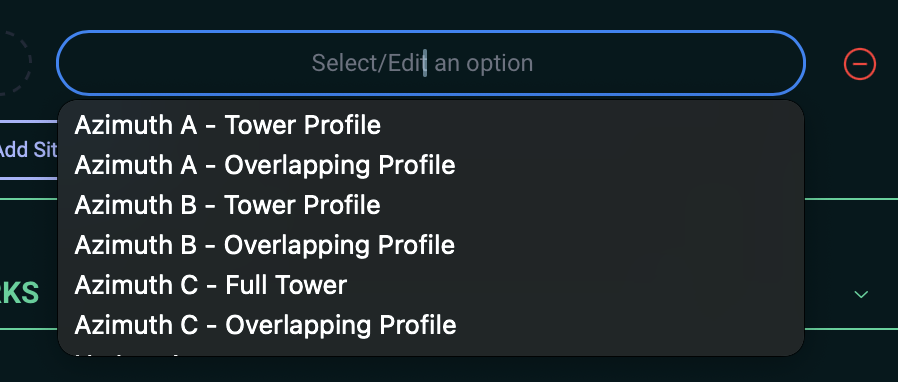 Select/Edit an option
Azimuth A - Tower Profile
dd Sit
Azimuth A - Overlapping Profile
Azimuth B - Tower Profile
Azimuth B - Overlapping Profile
Azimuth C - Full Tower
RKS
Azimuth C - Overlapping Profile